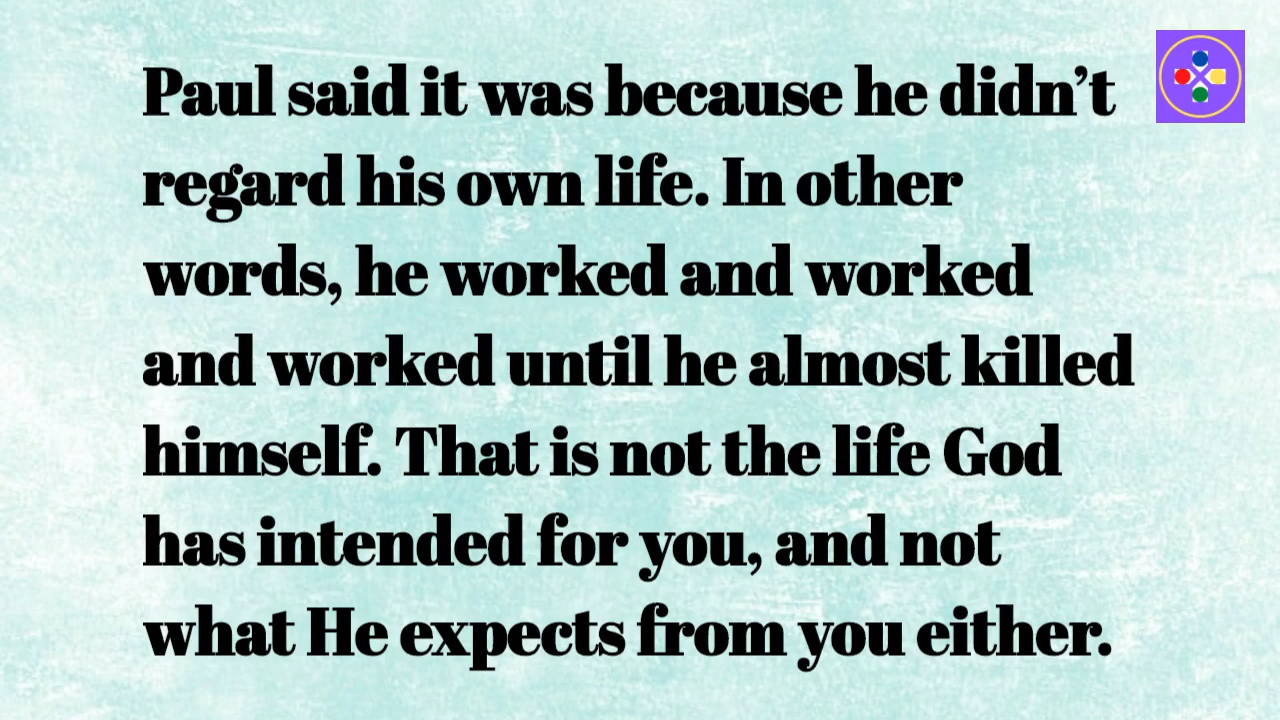 Paul said it was because he didn’t
regard his own life. In other
words, he worked and worked
and worked until he almost killed
himself. That is not the life God
has intended for you, and not
what He expects from you either.